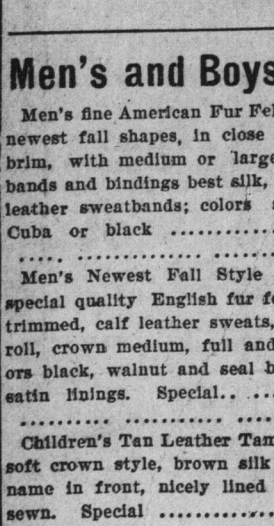 Men's and Boys
Men's fine American Fur Fel
newest fall shapes, in close
brim, with medium or large
bands and bindings best silk,
leather sweatbands; colors
Cuba or black ..........
..... ............. .......
Men's Newest Fall Style
special quality English fur fe
trimmed, calf leather sweats,
roll, crown medium, full and
ors black, walnut and seal b
satin linings. Special.. ...
......... .......... ........
Children's Tan Leather Tam
soft crown style, brown silk
name in front, nicely lined
sewn. Special ............